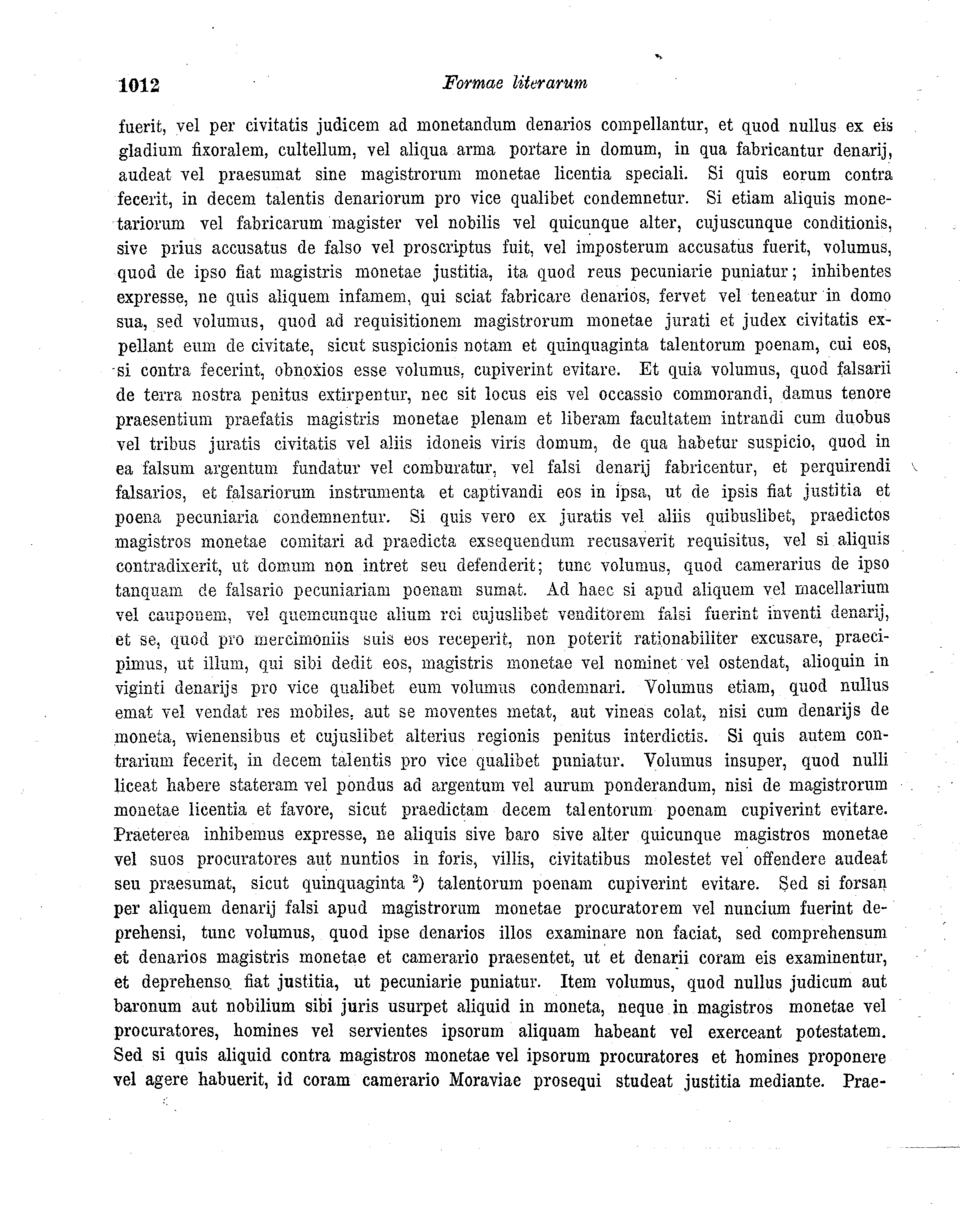 1012 Formae literarum
fuerit, vel per civitatis judicem ad monetandum denarios compellantur, et quod nullus ex eis
gladium fixoralem, cultellum, vel aliqua arma portare in domum, in qua fabricantur denarij,
audeat vel praesumat sine magistrorum monetae licentia speciali. Si quis eorum contra
fecerit, in decem talentis denariorum pro vice qualibet condemnetur. Si etiam aliquis mone-
tariorum vel fabricarum magister vel nobilis vel quicunque alter, cujuscunque conditionis,
sive prius accusatus de falso vel proscriptus fuit, vel imposterum accusatus fuerit, volumus,
quod de ipso fiat magistris monetae justitia, ita quod reus pecuniarie puniatur; inhibentes
expresse, ne quis aliquem infamem, qui sciat fabricare denarios, fervet vel teneatur in domo
sua, sed volumus, quod ad requisitionem magistrorum monetae jurati et judex civitatis ex-
pellant eum de civitate, sicut suspicionis notam et quinquaginta talentorum poenam, cui eos,
si contra fecerint, obnoxios esse volumus, cupiverint evitare. Et quia volumus, quod falsarii
de terra nostra penitus extirpentur, nec sit locus eis vel occassio commorandi, damus tenore
praesentium praefatis magistris monetae plenam et liberam facultatem intrandi cum duobus
vel tribus juratis civitatis vel aliis idoneis viris domum, de qua habetur suspicio, quod in
ea falsum argentum fundatur vel comburatur, vel falsi denarij fabricentur, et perquirendi
falsarios, et falsariorum instrumenta et captivandi eos in ipsa, ut de ipsis fiat justitia et
poena pecuniaria condemnentur. Si quis vero ex juratis vel aliis quibuslibet, praedictos
magistros monetae comitari ad praedicta exsequendum recusaverit requisitus, vel si aliquis
contradixerit, ut domum non intret seu defenderit; tunc volumus, quod camerarius de ipso
tanquam de falsario pecuniariam poenam sumat. Ad haec si apud aliquem vel macellarium
vel cauponem, vel quemcunque alium rei cujuslibet venditorem falsi fuerint inventi denarij,
et se, quod pro mercimoniis suis eos receperit, non poterit rationabiliter excusare, praeci-
pimus, ut illum, qui sibi dedit eos, magistris monetae vel nominet vel ostendat, alioquin in
viginti denarijs pro vice qualibet eum volumus condemnari. Volumus etiam, quod nullus
emat vel vendat res mobiles, aut se moventes metat, aut vineas colat, nisi cum denarijs de
moneta, wienensibus et cujuslibet alterius regionis penitus interdictis. Si quis autem con-
trarium fecerit, in decem talentis pro vice qualibet puniatur. Volumus insuper, quod nulli
liceat habere stateram vel pondus ad argentum vel aurum ponderandum, nisi de magistrorum
monetae licentia et favore, sicut praedictam decem talentorum poenam cupiverint evitare.
Praeterea inhibemus expresse, ne aliquis sive baro sive alter quicunque magistros monetae
vel suos procuratores aut nuntios in foris, villis, civitatibus molestet vel offendere audeat
seu praesumat, sicut quinquaginta ²) talentorum poenam cupiverint evitare. Sed si forsan
per aliquem denarij falsi apud magistrorum monetae procuratorem vel nuncium fuerint de-
prehensi, tunc volumus, quod ipse denarios illos examinare non faciat, sed comprehensum
et denarios magistris monetae et camerario praesentet, ut et denarii coram eis examinentur,
et deprehenso fiat justitia, ut pecuniarie puniatur. Item volumus, quod nullus judicum aut
baronum aut nobilium sibi juris usurpet aliquid in moneta, neque in magistros monetae vel
procuratores, homines vel servientes ipsorum aliquam habeant vel exerceant potestatem.
Sed si quis aliquid contra magistros monetae vel ipsorum procuratores et homines proponere
vel agere habuerit, id coram camerario Moraviae prosequi studeat justitia mediante. Prae-